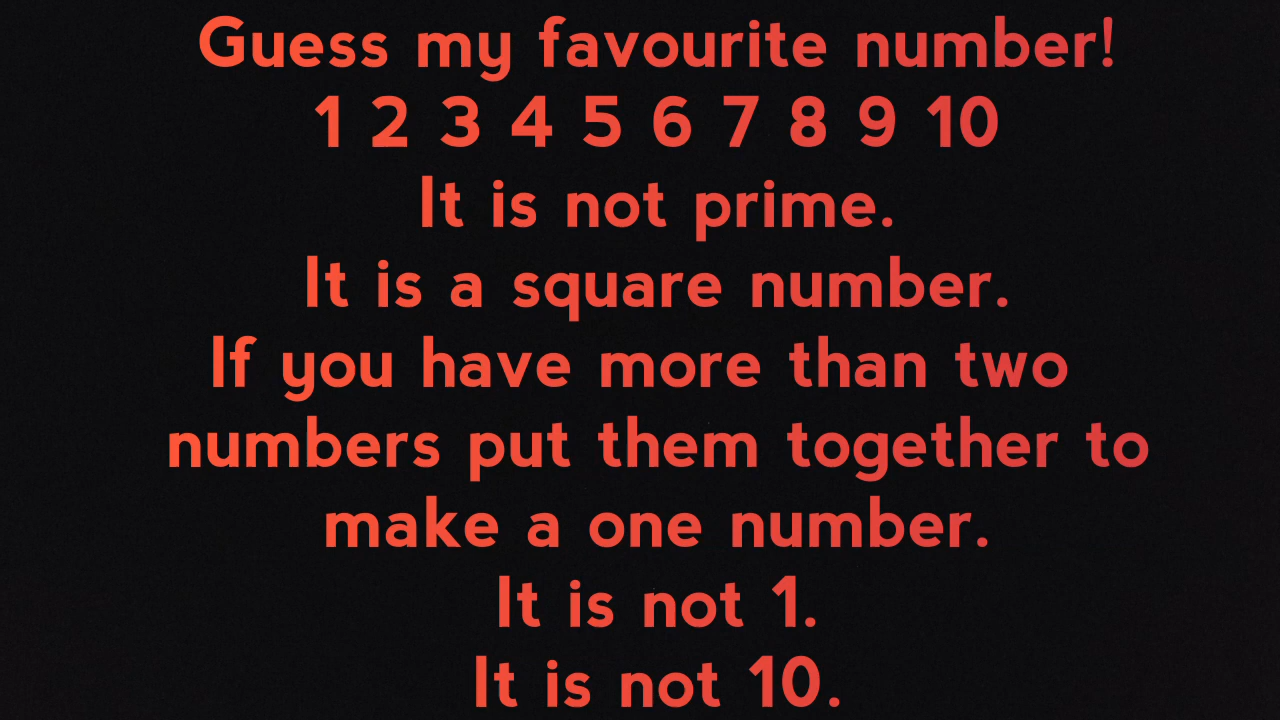 Guess my favourite number!
1 2 3 4 5 6 7 8 9 10
It is not prime.
It is a square number.
If you have more than two
numbers put them together to
make a one number.
It is not 1.
It is not 10.